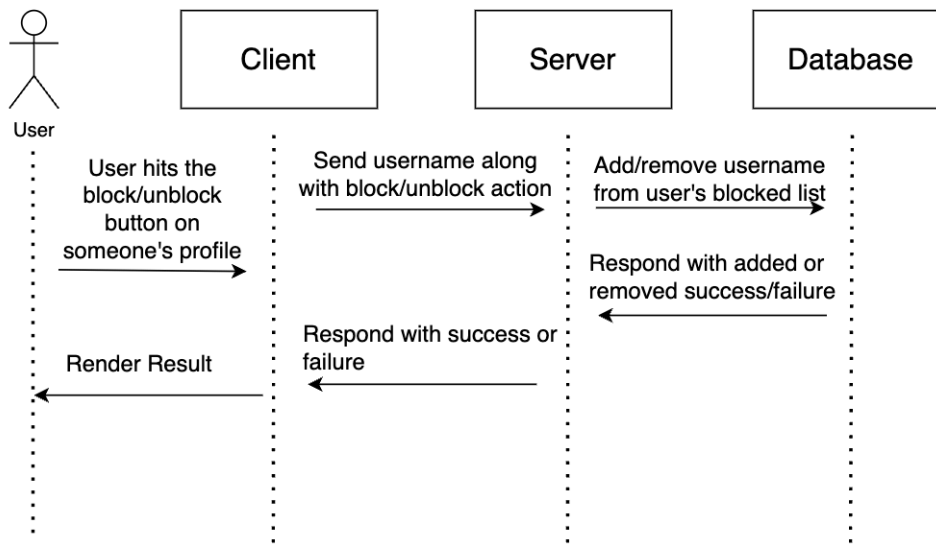 Client
Server
Database
User
User hits the
block/unblock
button on
someone's profile
Send username along
with block/unblock action
Add/remove username
from user's blocked list
Respond with added or
removed success/failure
Respond with success or
failure
Render Result